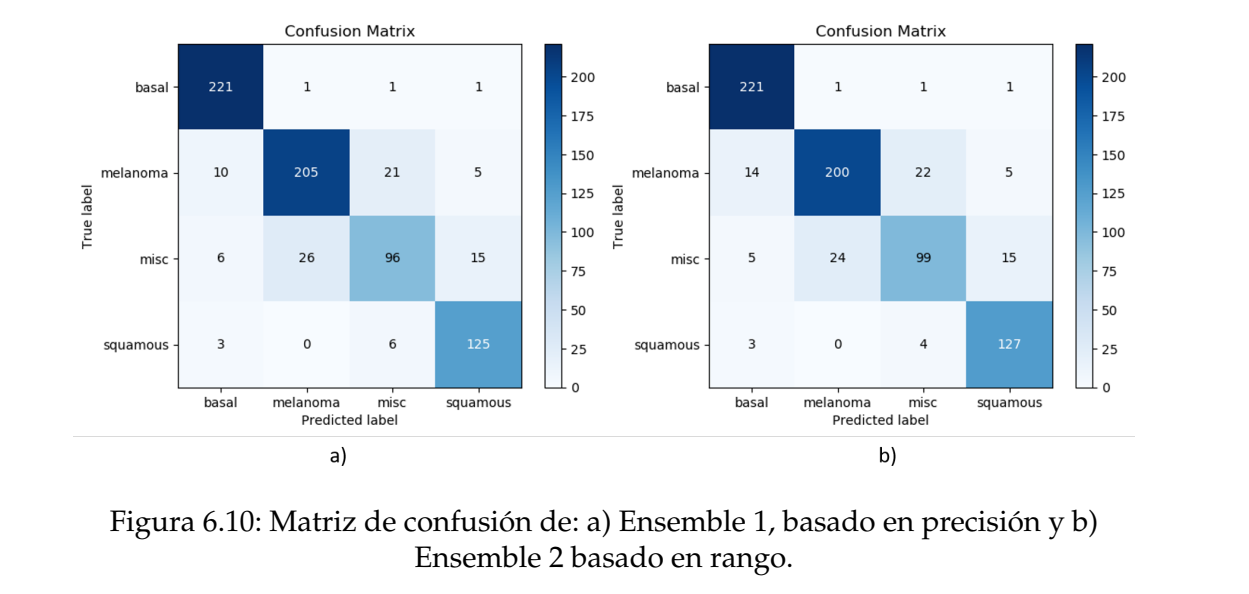 Confusion Matrix
True label
basal 221 1 1 1
melanoma 10 205 21 5
misc 6 26 96 15
squamous 3 0 6 125
basal melanoma misc squamous
Predicted label
200
175
150
125
100
75
50
25
0
a)
Confusion Matrix
True label
basal 221 1 1 1
melanoma 14 200 22 5
misc 5 24 99 15
squamous 3 0 4 127
basal melanoma misc squamous
Predicted label
200
175
150
125
100
75
50
25
0
b)
Figura 6.10: Matriz de confusión de: a) Ensemble 1, basado en precisión y b)
Ensemble 2 basado en rango.